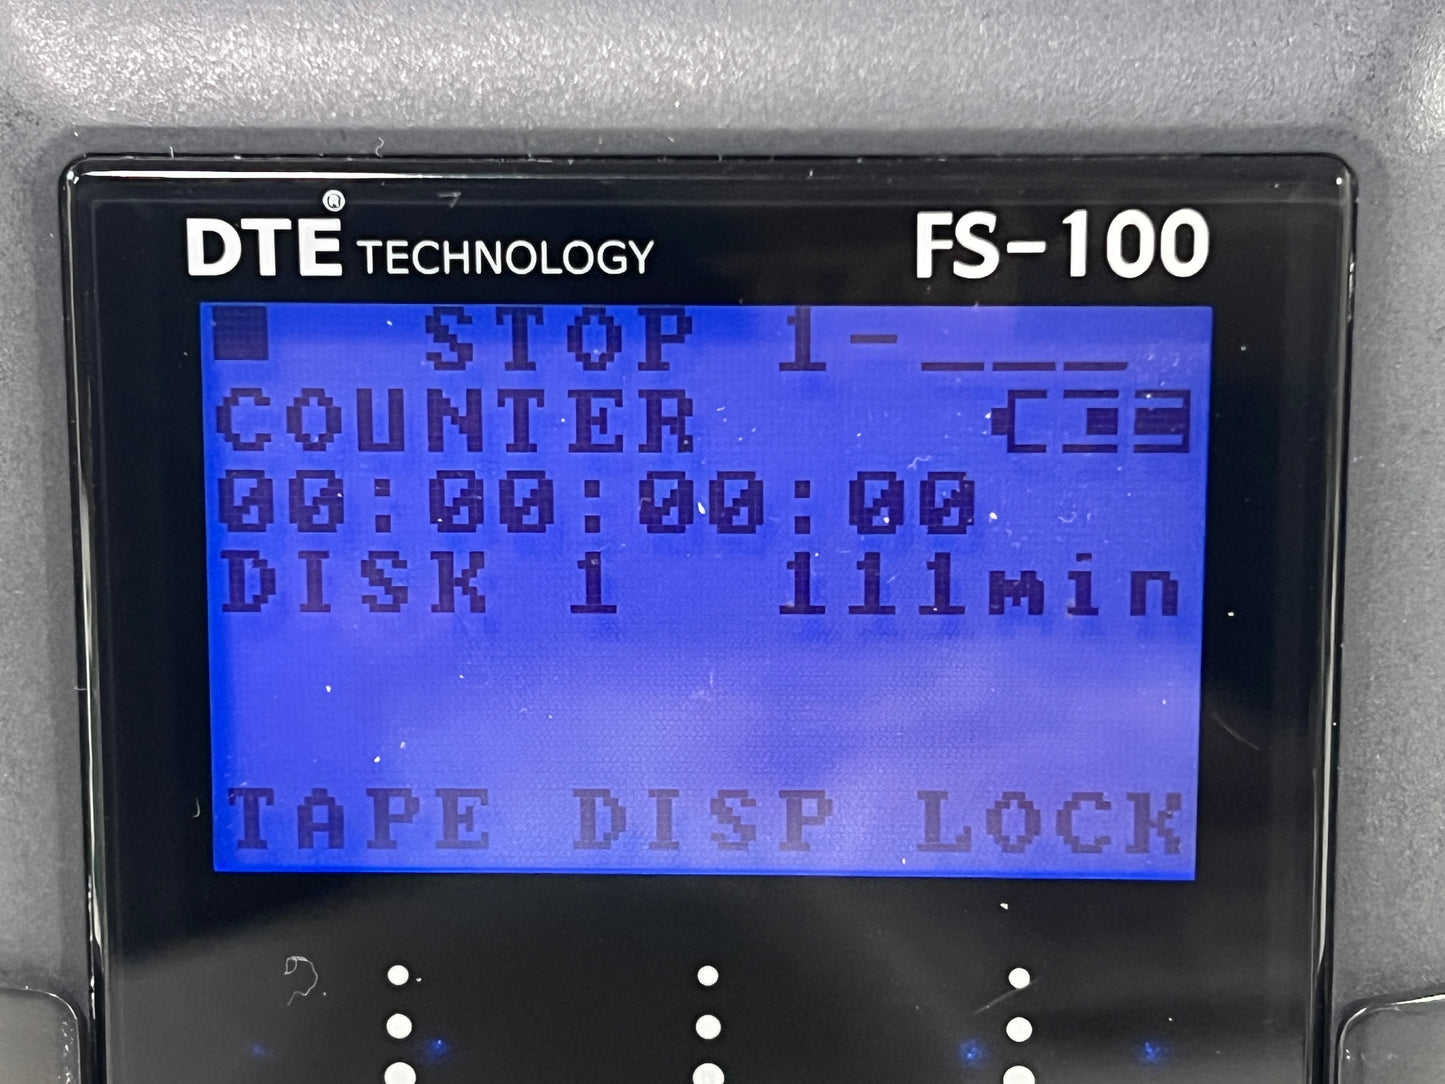 DTE® TECHNOLOGY FS-100
■ STOP 1-___
COUNTER
00:00:00:00
DISK 1 111min
TAPE DISP LOCK